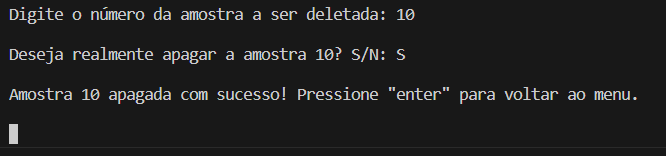 Digite o número da amostra a ser deletada: 10
Deseja realmente apagar a amostra 10? S/N: S
Amostra 10 apagada com sucesso! Pressione "enter" para voltar ao menu.